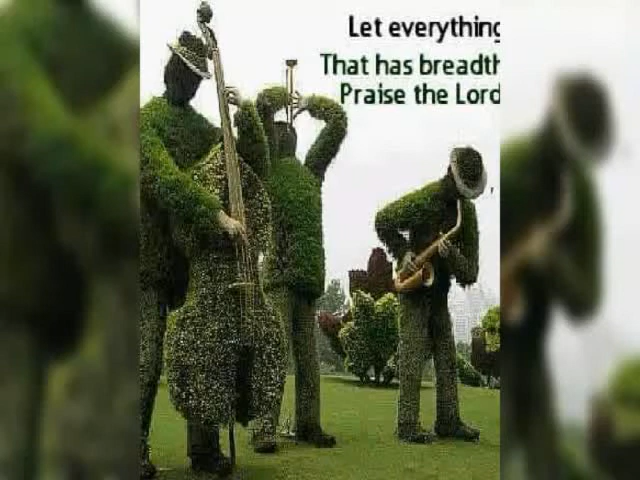 Let everything
That has breadth
Praise the Lord